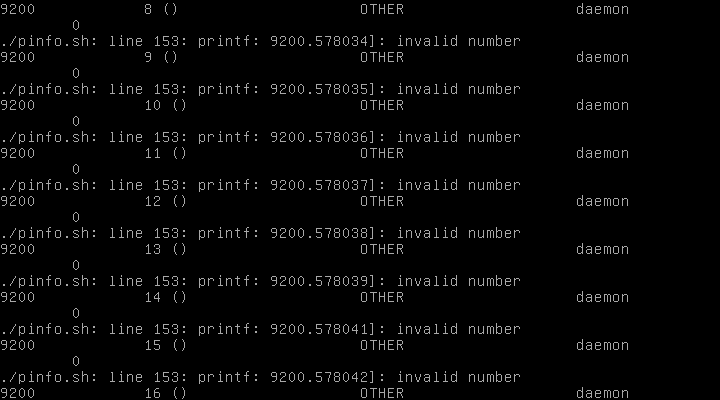 9200 8 () OTHER daemon
0
./pinfo.sh: line 153: printf: 9200.578034]: invalid number
9200 9 () OTHER daemon
0
./pinfo.sh: line 153: printf: 9200.578035]: invalid number
9200 10 () OTHER daemon
0
./pinfo.sh: line 153: printf: 9200.578036]: invalid number
9200 11 () OTHER daemon
0
./pinfo.sh: line 153: printf: 9200.578037]: invalid number
9200 12 () OTHER daemon
0
./pinfo.sh: line 153: printf: 9200.578038]: invalid number
9200 13 () OTHER daemon
0
./pinfo.sh: line 153: printf: 9200.578039]: invalid number
9200 14 () OTHER daemon
0
./pinfo.sh: line 153: printf: 9200.578041]: invalid number
9200 15 () OTHER daemon
0
./pinfo.sh: line 153: printf: 9200.578042]: invalid number
9200 16 () OTHER daemon